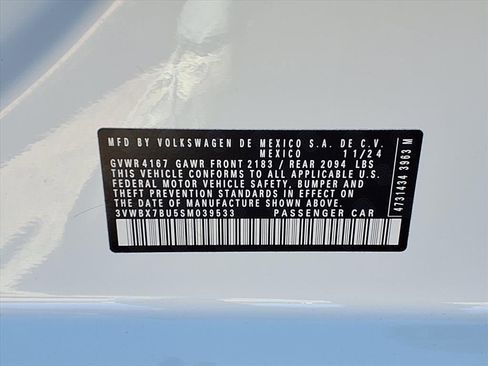 MFD BY VOLKSWAGEN DE MEXICO S.A. DE C.V.
MEXICO 11/24
GVWR 4167 GAWR FRONT 2183 / REAR 2094 LBS
THIS VEHICLE CONFORMS TO ALL APPLICABLE U.S.
FEDERAL MOTOR VEHICLE SAFETY, BUMPER AND
THEFT PREVENTION STANDARDS IN EFFECT ON THE
DATE OF MANUFACTURE SHOWN ABOVE.
3VWBX7BU5SM039533 PASSENGER CAR
4731434 3963 M